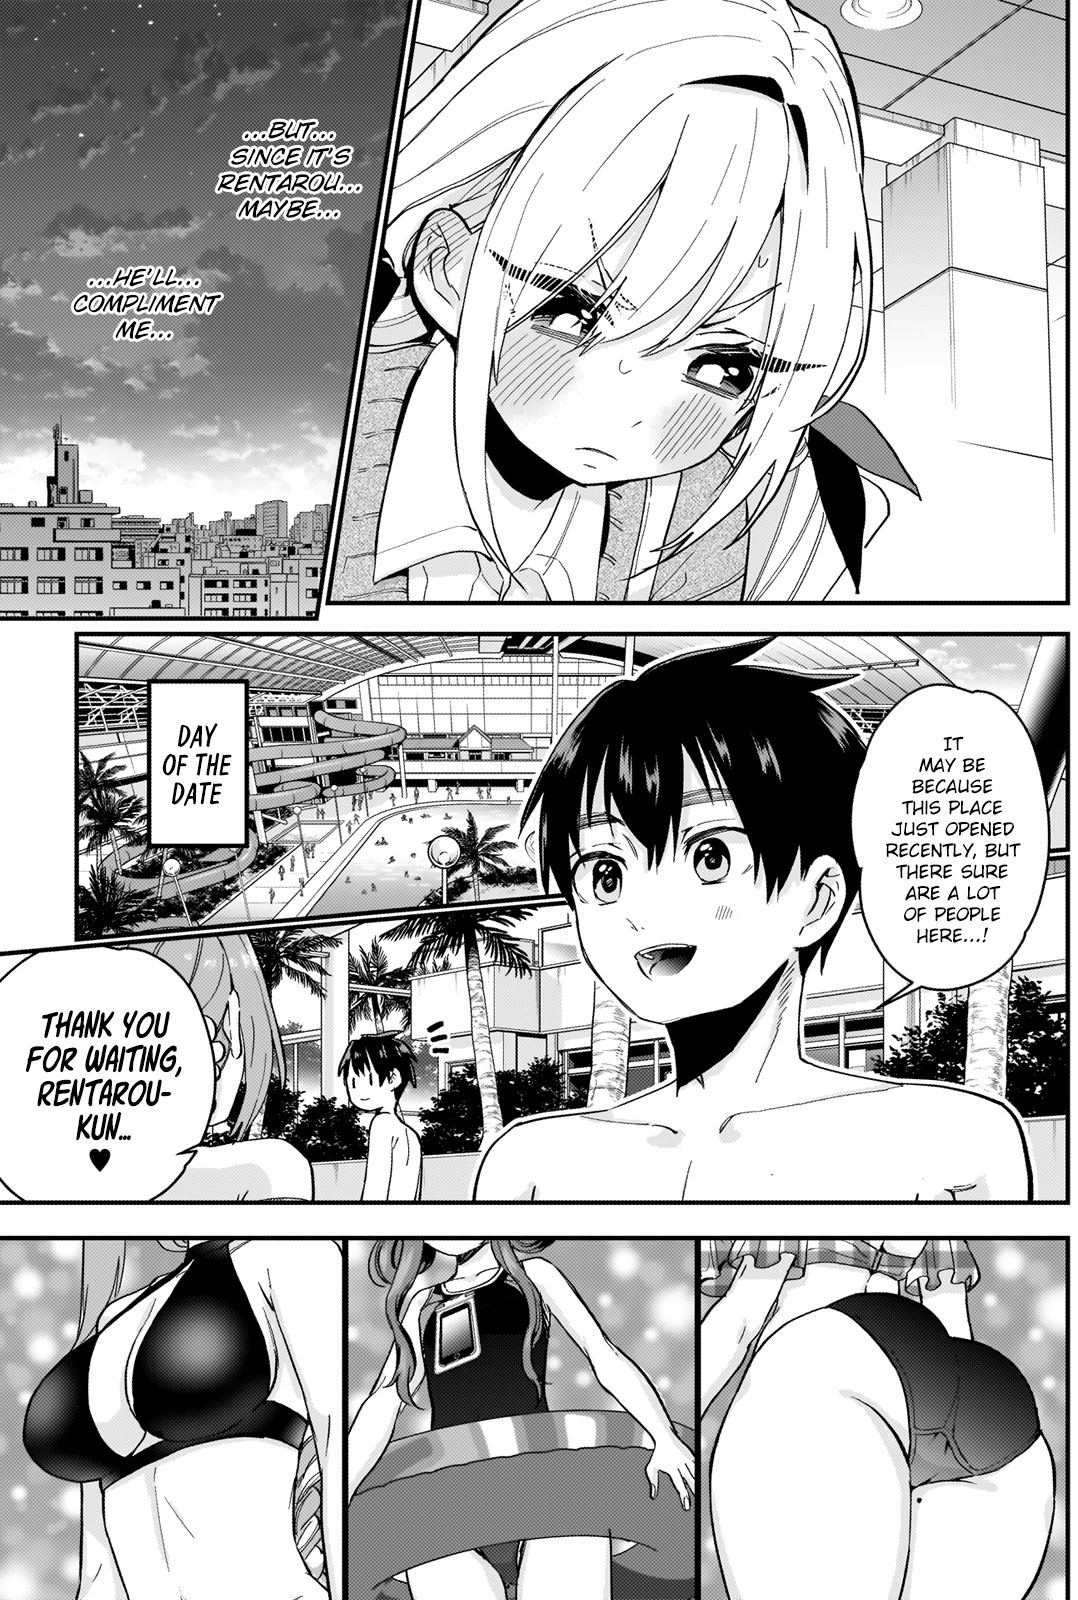 ...BUT...
SINCE IT'S
RENTAROU...
MAYBE...
...HE'LL...
COMPLIMENT
ME...
DAY
OF THE
DATE
IT
MAY BE
BECAUSE
THIS PLACE
JUST OPENED
RECENTLY, BUT
THERE SURE
ARE A LOT
OF PEOPLE
HERE...!
THANK YOU
FOR WAITING,
RENTAROU-
KUN...
♥